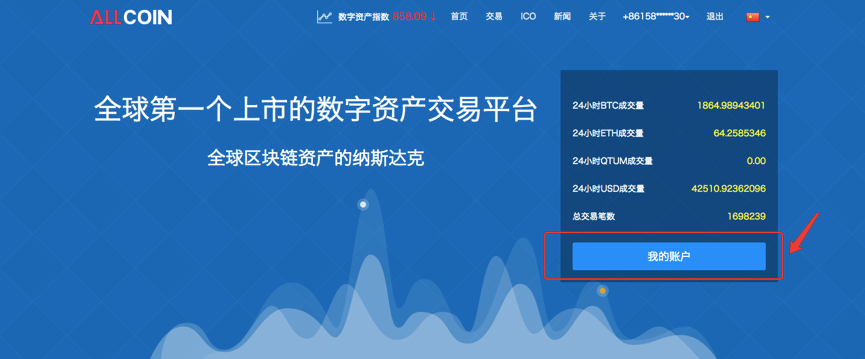 ALLCOIN
数字资产指数 858.09 ↓ 首页 交易 ICO 新闻 关于 +86158******30 退出
全球第一个上市的数字资产交易平台
全球区块链资产的纳斯达克
24小时BTC成交量 1864.98943401
24小时ETH成交量 64.2585346
24小时QTUM成交量 0.00
24小时USD成交量 42510.92362096
总交易笔数 1698239
我的账户